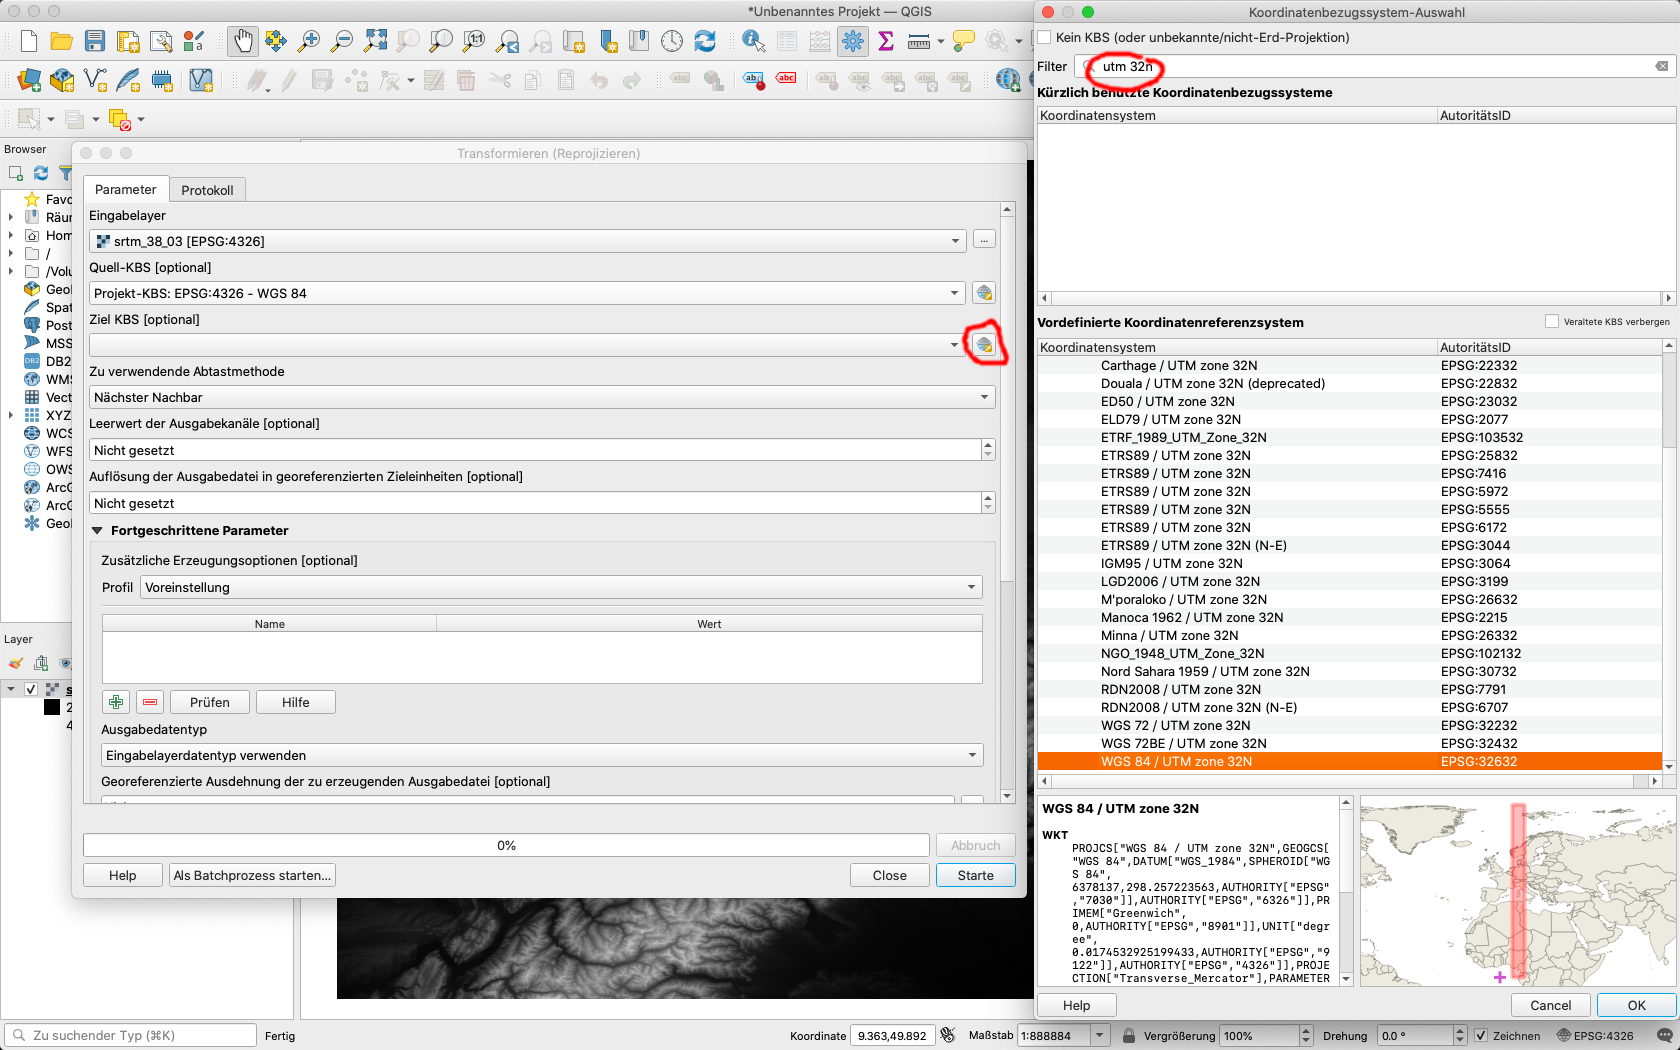 *Unbenanntes Projekt — QGIS
Browser
Favo
Räur
Hom
/
/Volu
Geol
Spat
Post
MSS
DB2
WMS
Vect
XYZ
WCS
WFS
OWS
ArcG
ArcG
Geol
Layer
s
2
4
Transformieren (Reprojizieren)
Parameter
Protokoll
Eingabelayer
srtm_38_03 [EPSG:4326]
...
Quell-KBS [optional]
Projekt-KBS: EPSG:4326 - WGS 84
Ziel KBS [optional]
Zu verwendende Abtastmethode
Nächster Nachbar
Leerwert der Ausgabekanäle [optional]
Nicht gesetzt
Auflösung der Ausgabedatei in georeferenzierten Zieleinheiten [optional]
Nicht gesetzt
Fortgeschrittene Parameter
Zusätzliche Erzeugungsoptionen [optional]
Profil Voreinstellung
Name Wert
Prüfen Hilfe
Ausgabedatentyp
Eingabelayerdatentyp verwenden
Georeferenzierte Ausdehnung der zu erzeugenden Ausgabedatei [optional]
0% Abbruch
Help Als Batchprozess starten... Close Starte
Koordinatenbezugssystem-Auswahl
Kein KBS (oder unbekannte/nicht-Erd-Projektion)
Filter utm 32n
Kürzlich benutzte Koordinatenbezugssysteme
Koordinatensystem AutoritätsID
Vordefinierte Koordinatenreferenzsystem Veraltete KBS verbergen
Koordinatensystem AutoritätsID
Carthage / UTM zone 32N EPSG:22332
Douala / UTM zone 32N (deprecated) EPSG:22832
ED50 / UTM zone 32N EPSG:23032
ELD79 / UTM zone 32N EPSG:2077
ETRF_1989_UTM_Zone_32N EPSG:103532
ETRS89 / UTM zone 32N EPSG:25832
ETRS89 / UTM zone 32N EPSG:7416
ETRS89 / UTM zone 32N EPSG:5972
ETRS89 / UTM zone 32N EPSG:5555
ETRS89 / UTM zone 32N EPSG:6172
ETRS89 / UTM zone 32N (N-E) EPSG:3044
IGM95 / UTM zone 32N EPSG:3064
LGD2006 / UTM zone 32N EPSG:3199
M'poraloko / UTM zone 32N EPSG:26632
Manoca 1962 / UTM zone 32N EPSG:2215
Minna / UTM zone 32N EPSG:26332
NGO_1948_UTM_Zone_32N EPSG:102132
Nord Sahara 1959 / UTM zone 32N EPSG:30732
RDN2008 / UTM zone 32N EPSG:7791
RDN2008 / UTM zone 32N (N-E) EPSG:6707
WGS 72 / UTM zone 32N EPSG:32232
WGS 72BE / UTM zone 32N EPSG:32432
WGS 84 / UTM zone 32N EPSG:32632
WGS 84 / UTM zone 32N
WKT
PROJCS["WGS 84 / UTM zone 32N",GEOGCS[
"WGS 84",DATUM["WGS_1984",SPHEROID["WG
S 84",
6378137,298.257223563,AUTHORITY["EPSG"
,"7030"]],AUTHORITY["EPSG","6326"]],PR
IMEM["Greenwich",
0,AUTHORITY["EPSG","8901"]],UNIT["degr
ee",
0.0174532925199433,AUTHORITY["EPSG","9
122"]],AUTHORITY["EPSG","4326"]],PROJE
CTION["Transverse_Mercator"],PARAMETER
Help Cancel OK
Zu suchender Typ (⌘K) Fertig Koordinate 9.363,49.892 Maßstab 1:888884 Vergrößerung 100% Drehung 0.0 ° Zeichnen EPSG:4326